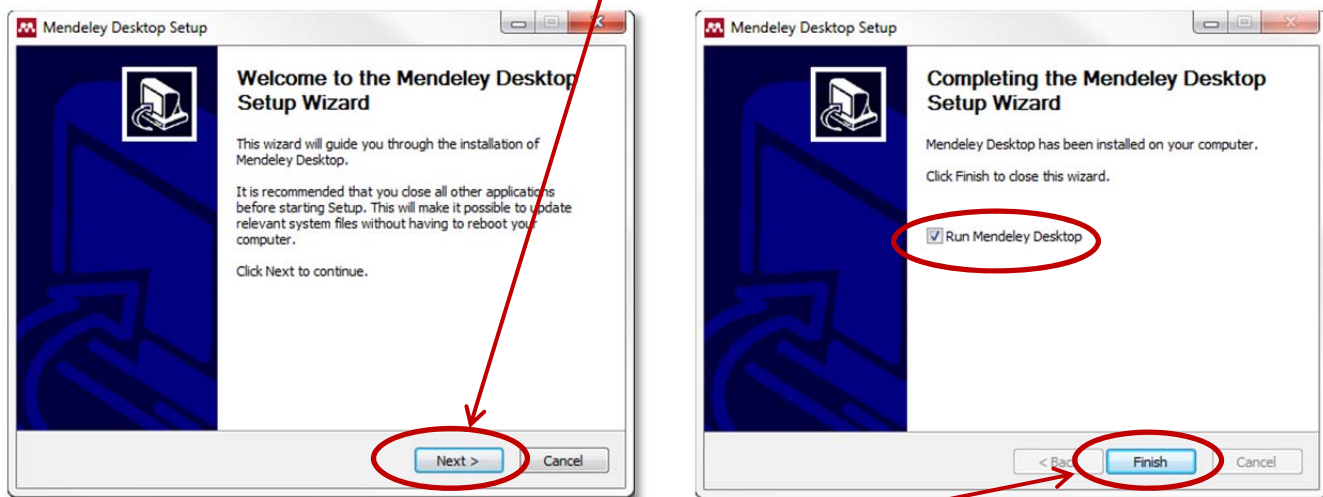 Mendeley Desktop Setup
Welcome to the Mendeley Desktop
Setup Wizard
This wizard will guide you through the installation of
Mendeley Desktop.
It is recommended that you close all other applications
before starting Setup. This will make it possible to update
relevant system files without having to reboot your
computer.
Click Next to continue.
Next >
Cancel
Mendeley Desktop Setup
Completing the Mendeley Desktop
Setup Wizard
Mendeley Desktop has been installed on your computer.
Click Finish to close this wizard.
Run Mendeley Desktop
< Back
Finish
Cancel